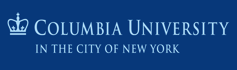 COLUMBIA UNIVERSITY
IN THE CITY OF NEW YORK